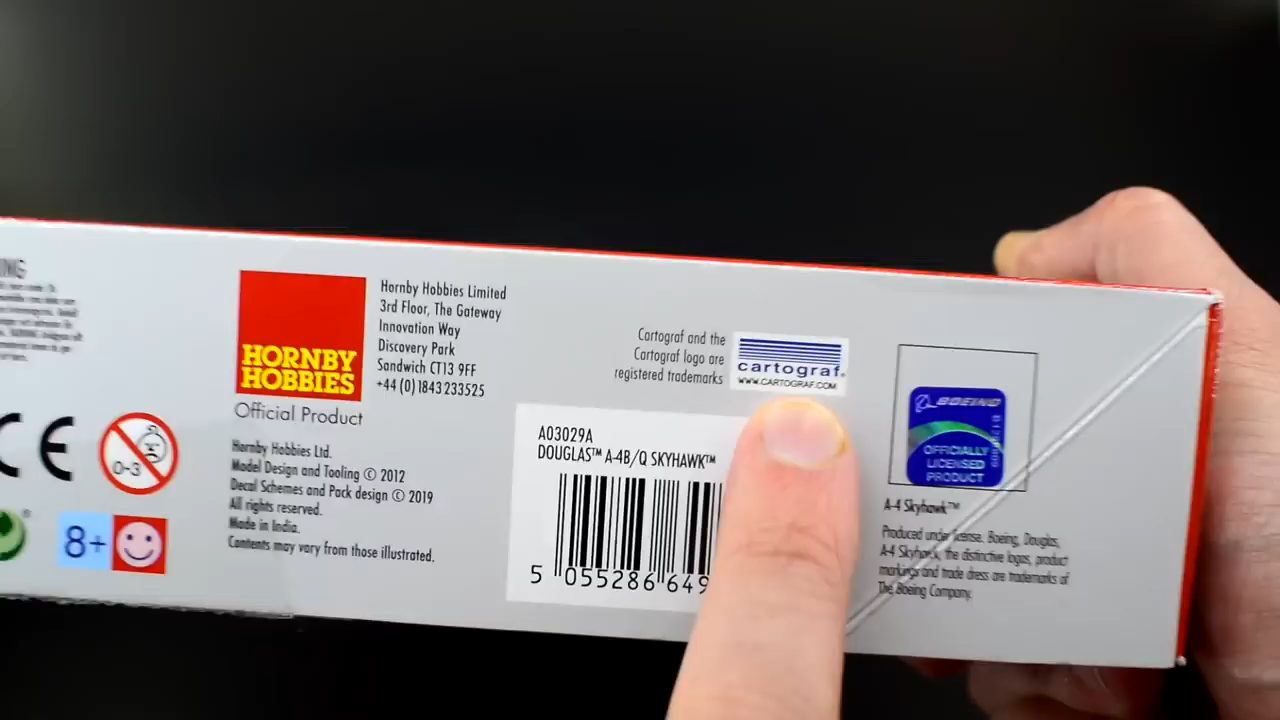 HORNBY
HOBBIES
Official Product
Hornby Hobbies Limited
3rd Floor, The Gateway
Innovation Way
Discovery Park
Sandwich CT13 9FF
+44 (0) 1843 233525
Hornby Hobbies Ltd.
Model Design and Tooling © 2012
Decal Schemes and Pack design © 2019
All rights reserved.
Made in India.
Contents may vary from those illustrated.
CE
0-3
8+
Cartograf and the
Cartograf logo are
registered trademarks
cartograf®
WWW.CARTOGRAF.COM
A03029A
DOUGLAS™ A-4B/Q SKYHAWK™
5 055286 649
BOEING
OFFICIALLY
LICENSED
PRODUCT
A-4 Skyhawk™
Produced under license. Boeing, Douglas,
A-4 Skyhawk, the distinctive logos, product
markings and trade dress are trademarks of
The Boeing Company.